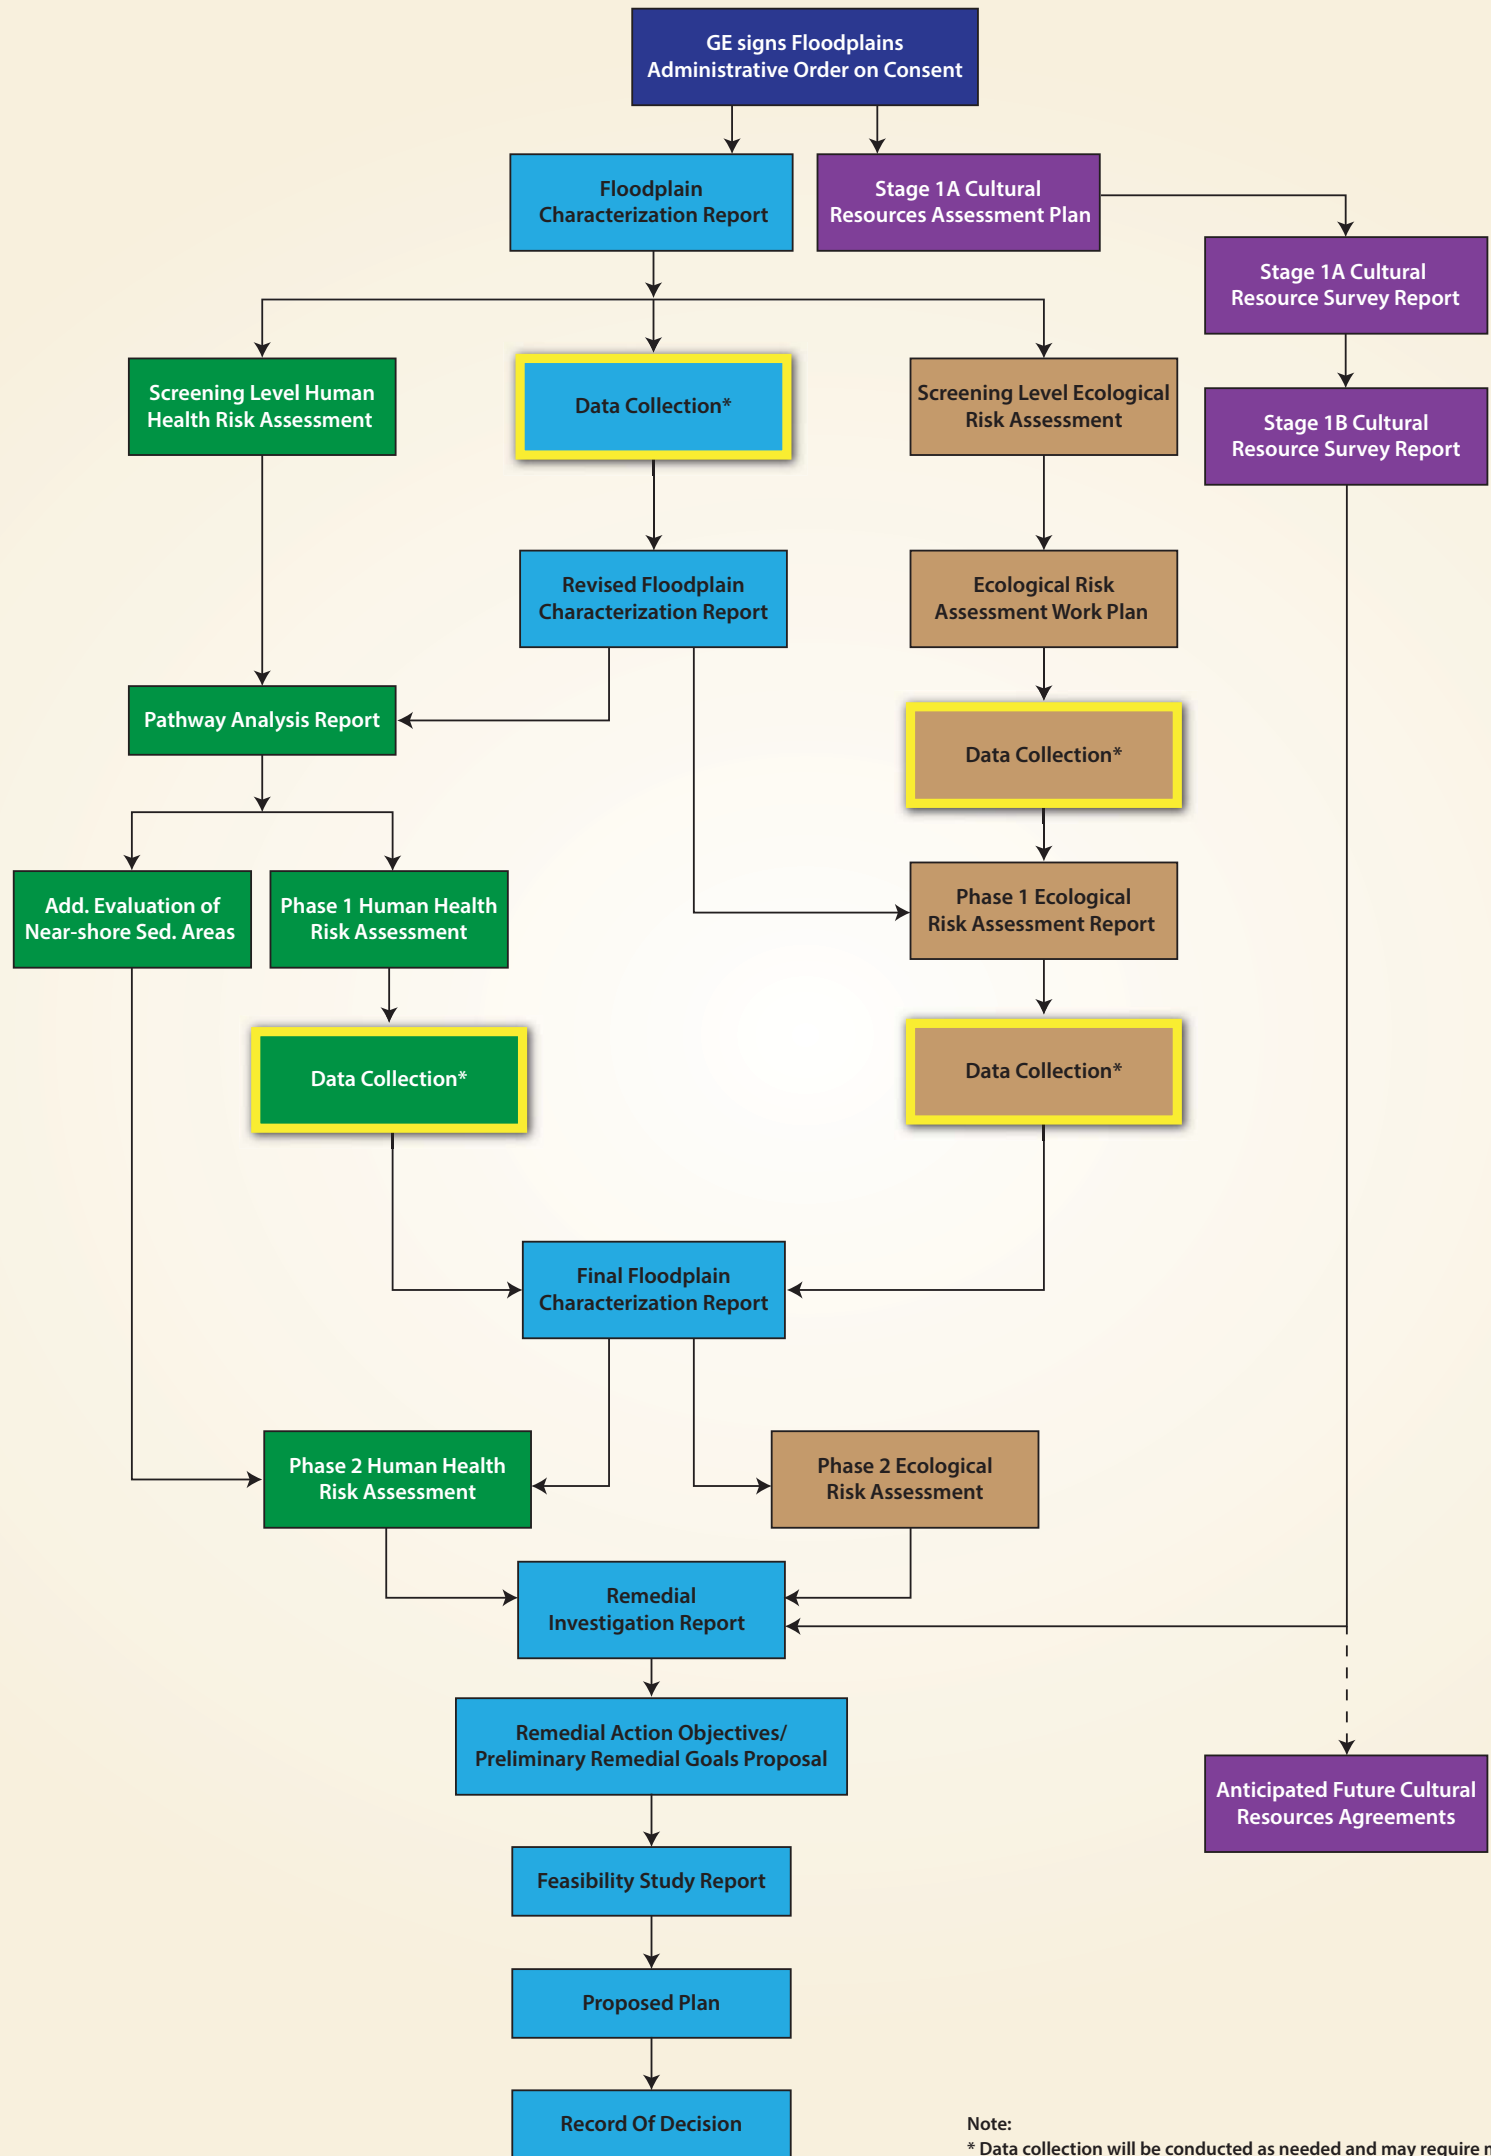 GE signs Floodplains
Administrative Order on Consent
Floodplain
Characterization Report
Stage 1A Cultural
Resources Assessment Plan
Stage 1A Cultural
Resource Survey Report
Screening Level Human
Health Risk Assessment
Data Collection*
Screening Level Ecological
Risk Assessment
Stage 1B Cultural
Resource Survey Report
Revised Floodplain
Characterization Report
Ecological Risk
Assessment Work Plan
Pathway Analysis Report
Data Collection*
Add. Evaluation of
Near-shore Sed. Areas
Phase 1 Human Health
Risk Assessment
Phase 1 Ecological
Risk Assessment Report
Data Collection*
Data Collection*
Final Floodplain
Characterization Report
Phase 2 Human Health
Risk Assessment
Phase 2 Ecological
Risk Assessment
Remedial
Investigation Report
Remedial Action Objectives/
Preliminary Remedial Goals Proposal
Anticipated Future Cultural
Resources Agreements
Feasibility Study Report
Proposed Plan
Record Of Decision
Note:
* Data collection will be conducted as needed and may require